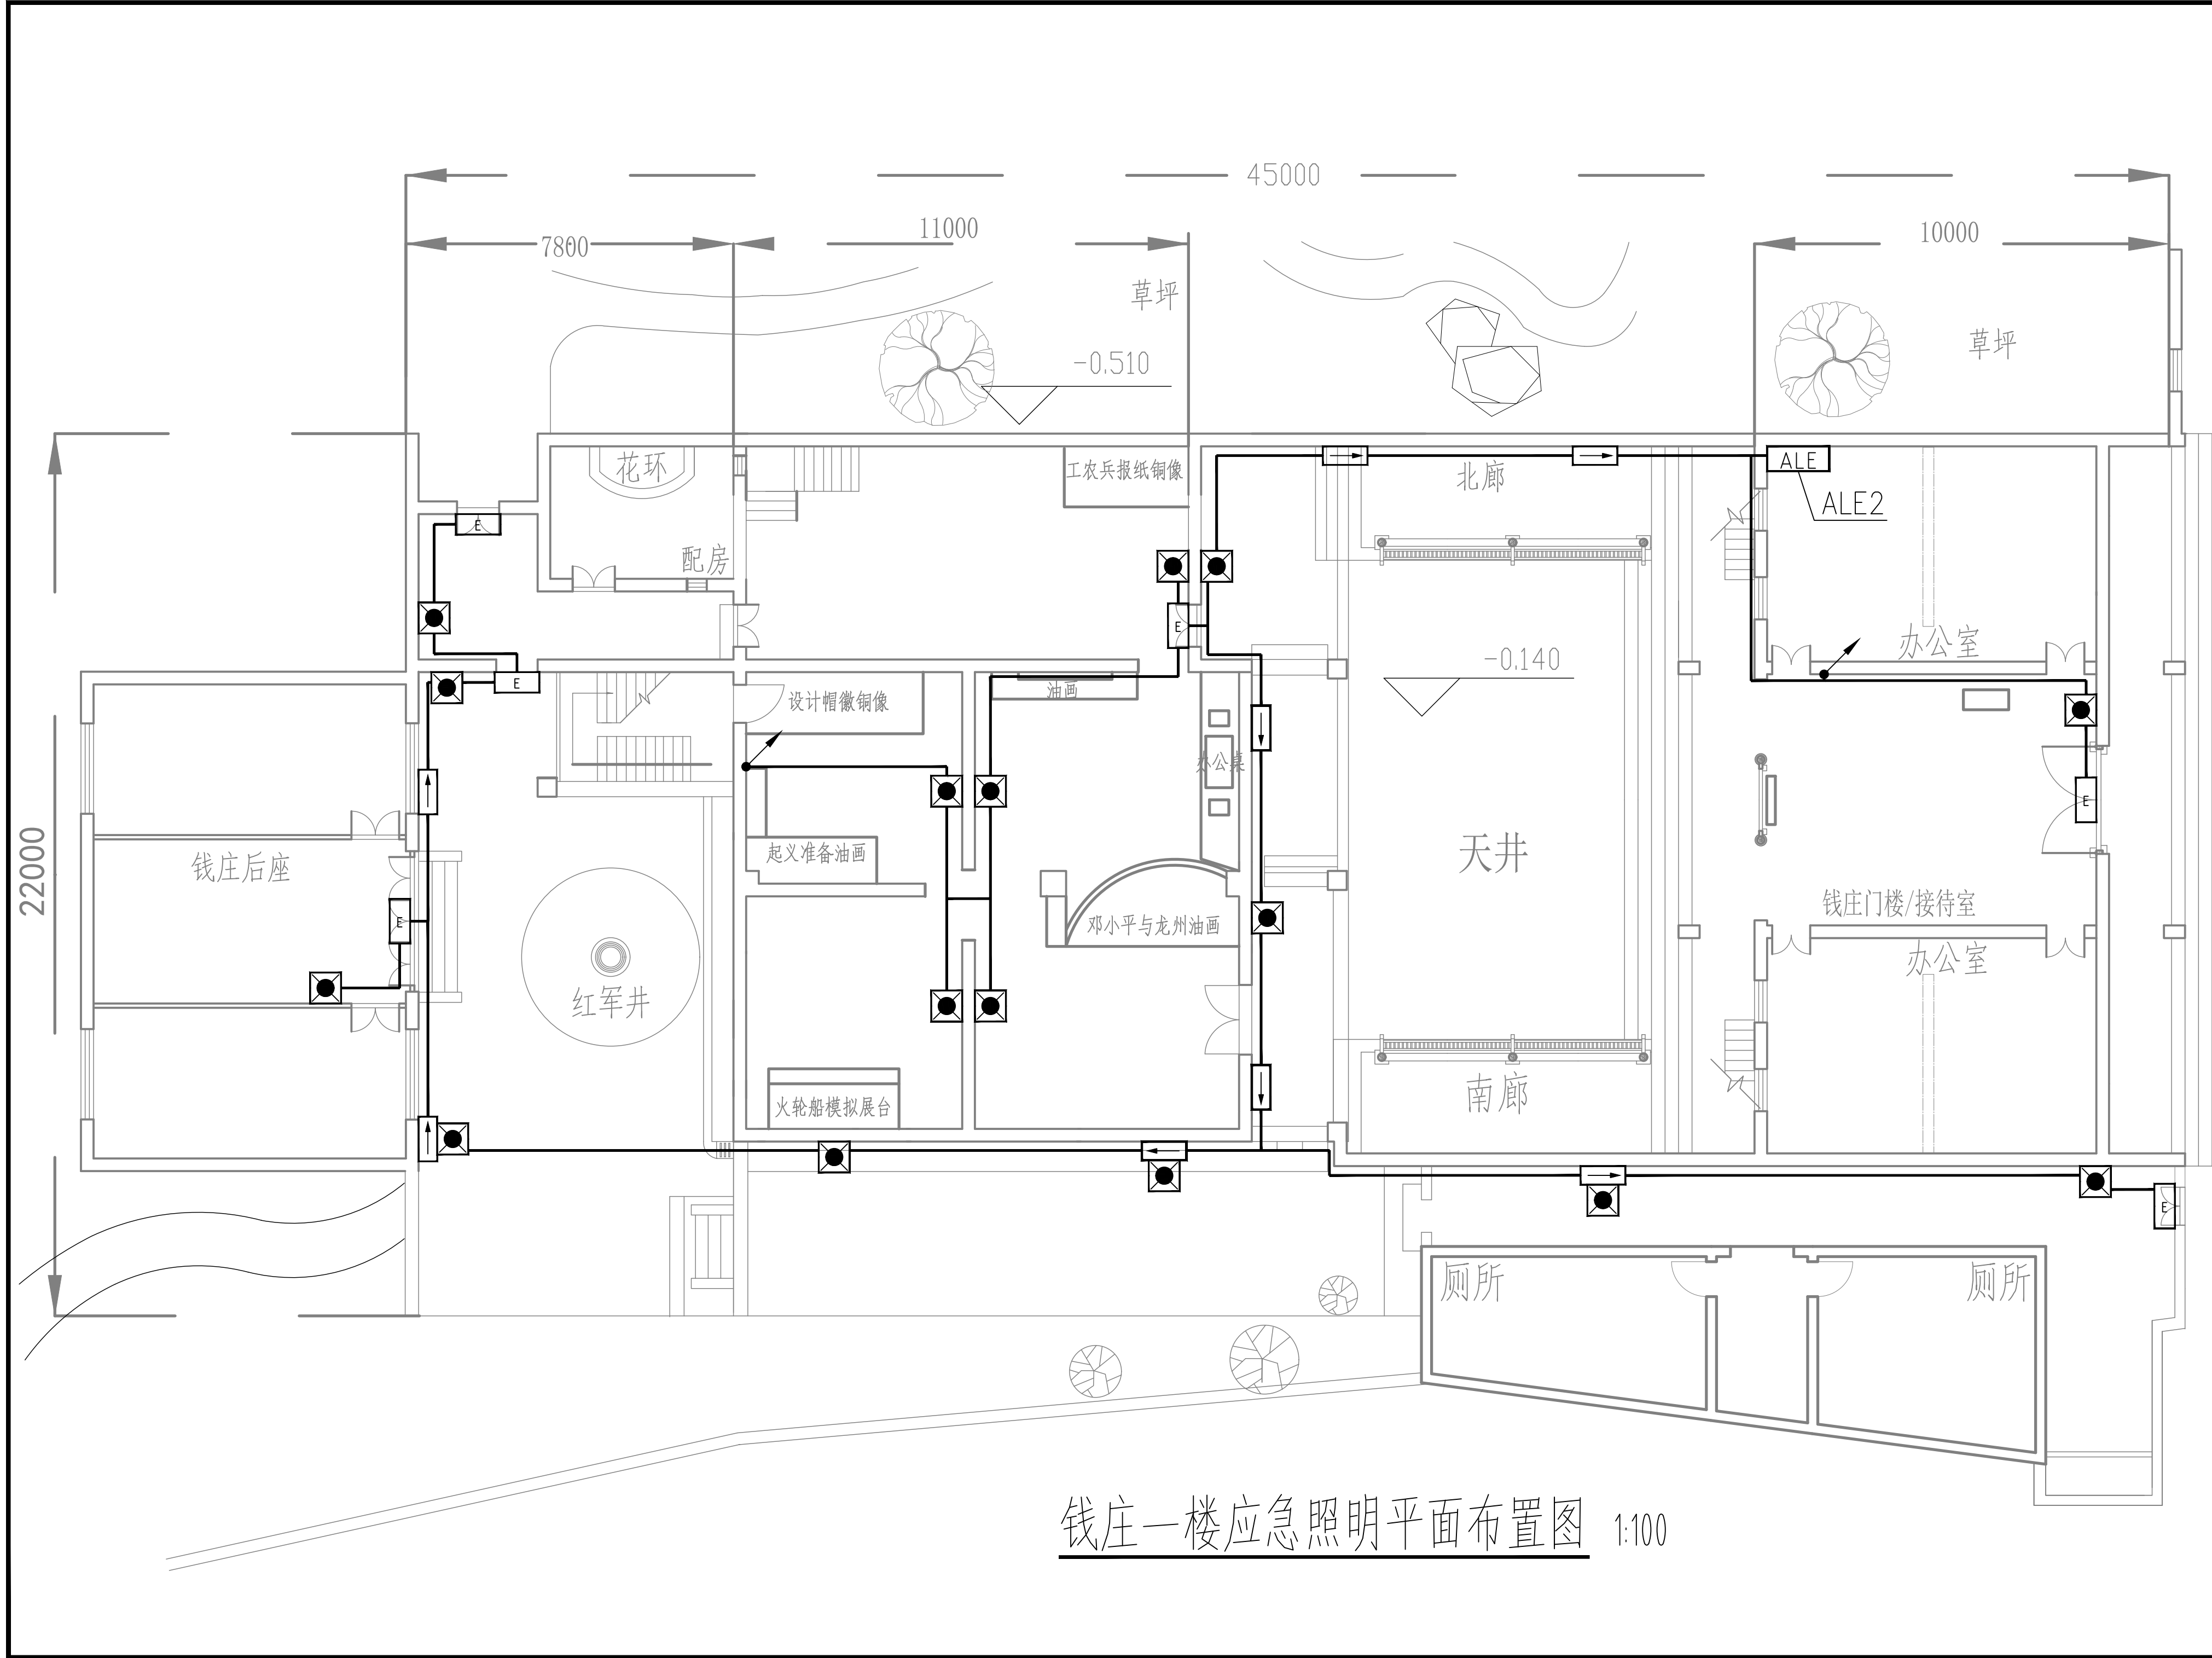 45000
7800
11000
10000
草坪
草坪
-0.510
花环
工农兵报纸铜像
北廊
ALE
ALE2
E
配房
E
办公室
-0.140
E
设计帽徽铜像
油画
办公桌
E
22000
钱庄后座
起义准备油画
天井
E
邓小平与龙州油画
钱庄门楼/接待室
办公室
红军井
火轮船模拟展台
南廊
E
厕所
厕所
钱庄一楼应急照明平面布置图 1:100